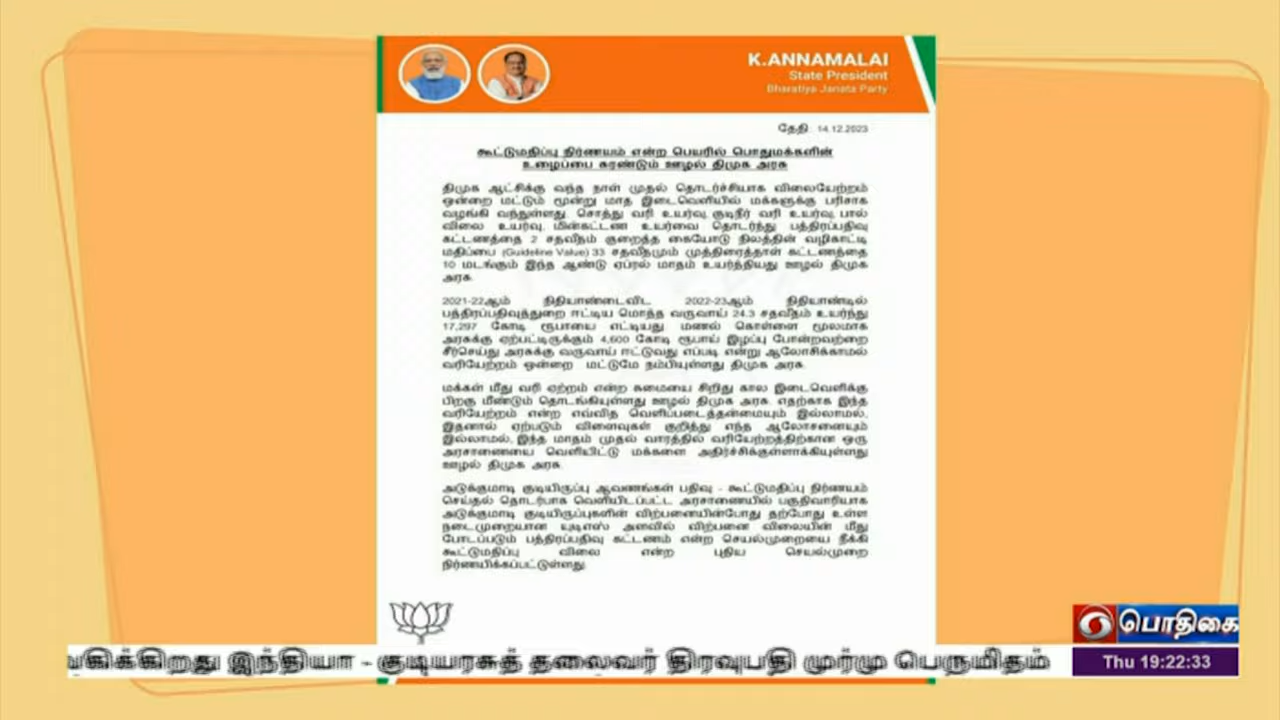 K.ANNAMALAI
State President
Bharatiya Janata Party
தேதி : 14.12.2023
கூட்டுமதிப்பு நிர்ணயம் என்ற பெயரில் பொதுமக்களின்
உழைப்பை சுரண்டும் ஊழல் திமுக அரசு
திமுக ஆட்சிக்கு வந்த நாள் முதல் தொடர்ச்சியாக விலையேற்றம்
ஒன்றை மட்டும் மூன்று மாத இடைவெளியில் மக்களுக்கு பரிசாக
வழங்கி வந்துள்ளது. சொத்து வரி உயர்வு, குடிநீர் வரி உயர்வு, பால்
விலை உயர்வு, மின்கட்டண உயர்வை தொடர்ந்து பத்திரப்பதிவு
கட்டணத்தை 2 சதவீதம் குறைத்த கையோடு நிலத்தின் வழிகாட்டி
மதிப்பை (Guideline Value) 33 சதவீதமும் முத்திரைத்தாள் கட்டணத்தை
10 மடங்கும் இந்த ஆண்டு ஏப்ரல் மாதம் உயர்த்தியது ஊழல் திமுக
அரசு.
2021-22ஆம் நிதியாண்டைவிட 2022-23ஆம் நிதியாண்டில்
பத்திரப்பதிவுத்துறை ஈட்டிய மொத்த வருவாய் 24.3 சதவீதம் உயர்ந்து
17,297 கோடி ரூபாயை எட்டியது மணல் கொள்ளை மூலமாக
அரசுக்கு ஏற்பட்டிருக்கும் 4,600 கோடி ரூபாய் இழப்பு போன்றவற்றை
சீர்செய்து அரசுக்கு வருவாய் ஈட்டுவது எப்படி என்று ஆலோசிக்காமல்
வரியேற்றம் ஒன்றை மட்டுமே நம்பியுள்ளது திமுக அரசு.
மக்கள் மீது வரி ஏற்றம் என்ற சுமையை சிறிது கால இடைவெளிக்கு
பிறகு மீண்டும் தொடங்கியுள்ளது ஊழல் திமுக அரசு. எதற்காக இந்த
வரியேற்றம் என்ற எவ்வித வெளிப்படைத்தன்மையும் இல்லாமல்,
இதனால் ஏற்படும் விளைவுகள் குறித்து எந்த ஆலோசனையும்
இல்லாமல், இந்த மாதம் முதல் வாரத்தில் வரியேற்றத்திற்கான ஒரு
அரசாணையை வெளியிட்டு மக்களை அதிர்ச்சிக்குள்ளாக்கியுள்ளது
ஊழல் திமுக அரசு.
அடுக்குமாடி குடியிருப்பு ஆவணங்கள் பதிவு - கூட்டுமதிப்பு நிர்ணயம்
செய்தல் தொடர்பாக வெளியிடப்பட்ட அரசாணையில் பகுதிவாரியாக
அடுக்குமாடி குடியிருப்புகளின் விற்பனையின்போது தற்போது உள்ள
நடைமுறையான யுடிஎஸ் அளவில் விற்பனை விலையின் மீது
போடப்படும் பத்திரப்பதிவு கட்டணம் என்ற செயல்முறையை நீக்கி
கூட்டுமதிப்பு விலை என்ற புதிய செயல்முறை
நிர்ணயிக்கப்பட்டுள்ளது.
பொதிகை
Thu 19:22:33
இந்தியா - குடியரசுத் தலைவர் திரவுபதி முர்மு பெருமிதம்